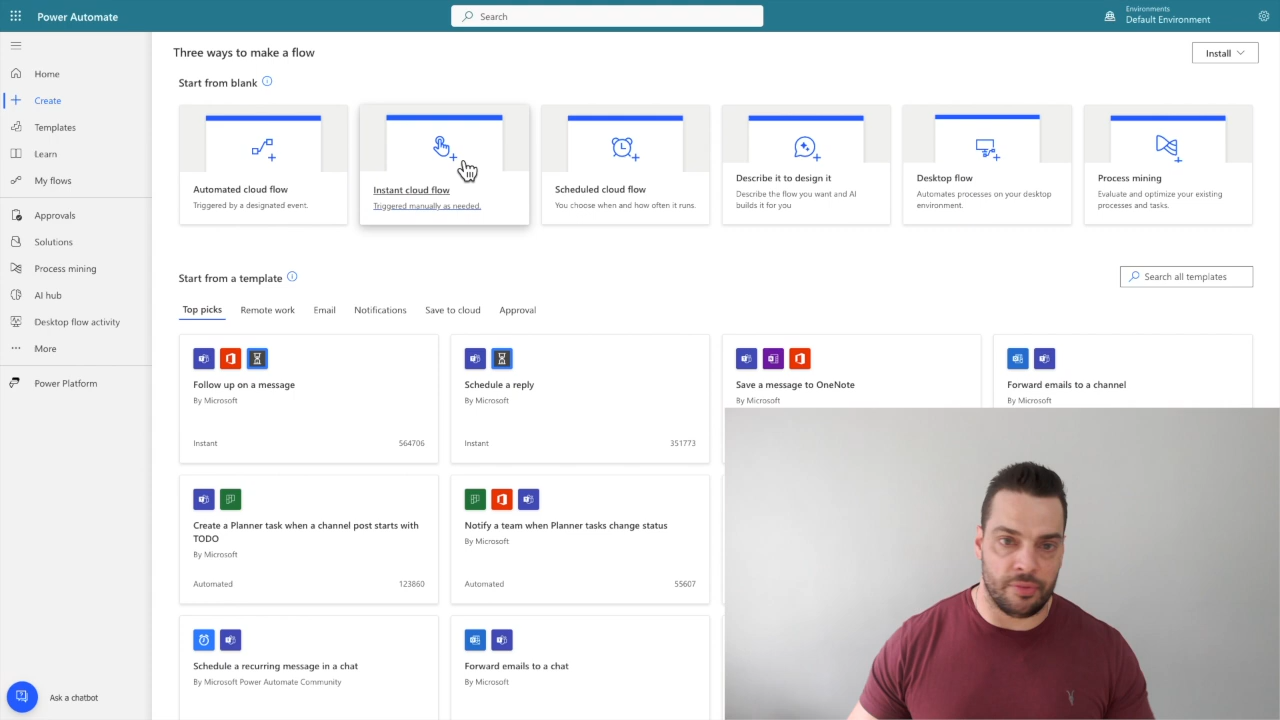 Power Automate
Search
Environments
Default Environment
Home
Create
Templates
Learn
My flows
Approvals
Solutions
Process mining
AI hub
Desktop flow activity
More
Power Platform
Ask a chatbot
Three ways to make a flow
Install
Start from blank
Automated cloud flow
Triggered by a designated event.
Instant cloud flow
Triggered manually as needed.
Scheduled cloud flow
You choose when and how often it runs.
Describe it to design it
Describe the flow you want and AI
builds it for you
Desktop flow
Automates processes on your desktop
environment.
Process mining
Evaluate and optimize your existing
processes and tasks.
Start from a template
Search all templates
Top picks
Remote work
Email
Notifications
Save to cloud
Approval
Follow up on a message
By Microsoft
Instant
564706
Schedule a reply
By Microsoft
Instant
351773
Save a message to OneNote
By Microsoft
Forward emails to a channel
By Microsoft
Create a Planner task when a channel post starts with
TODO
By Microsoft
Automated
123860
Notify a team when Planner tasks change status
By Microsoft
Automated
55607
Schedule a recurring message in a chat
By Microsoft Power Automate Community
Forward emails to a chat
By Microsoft